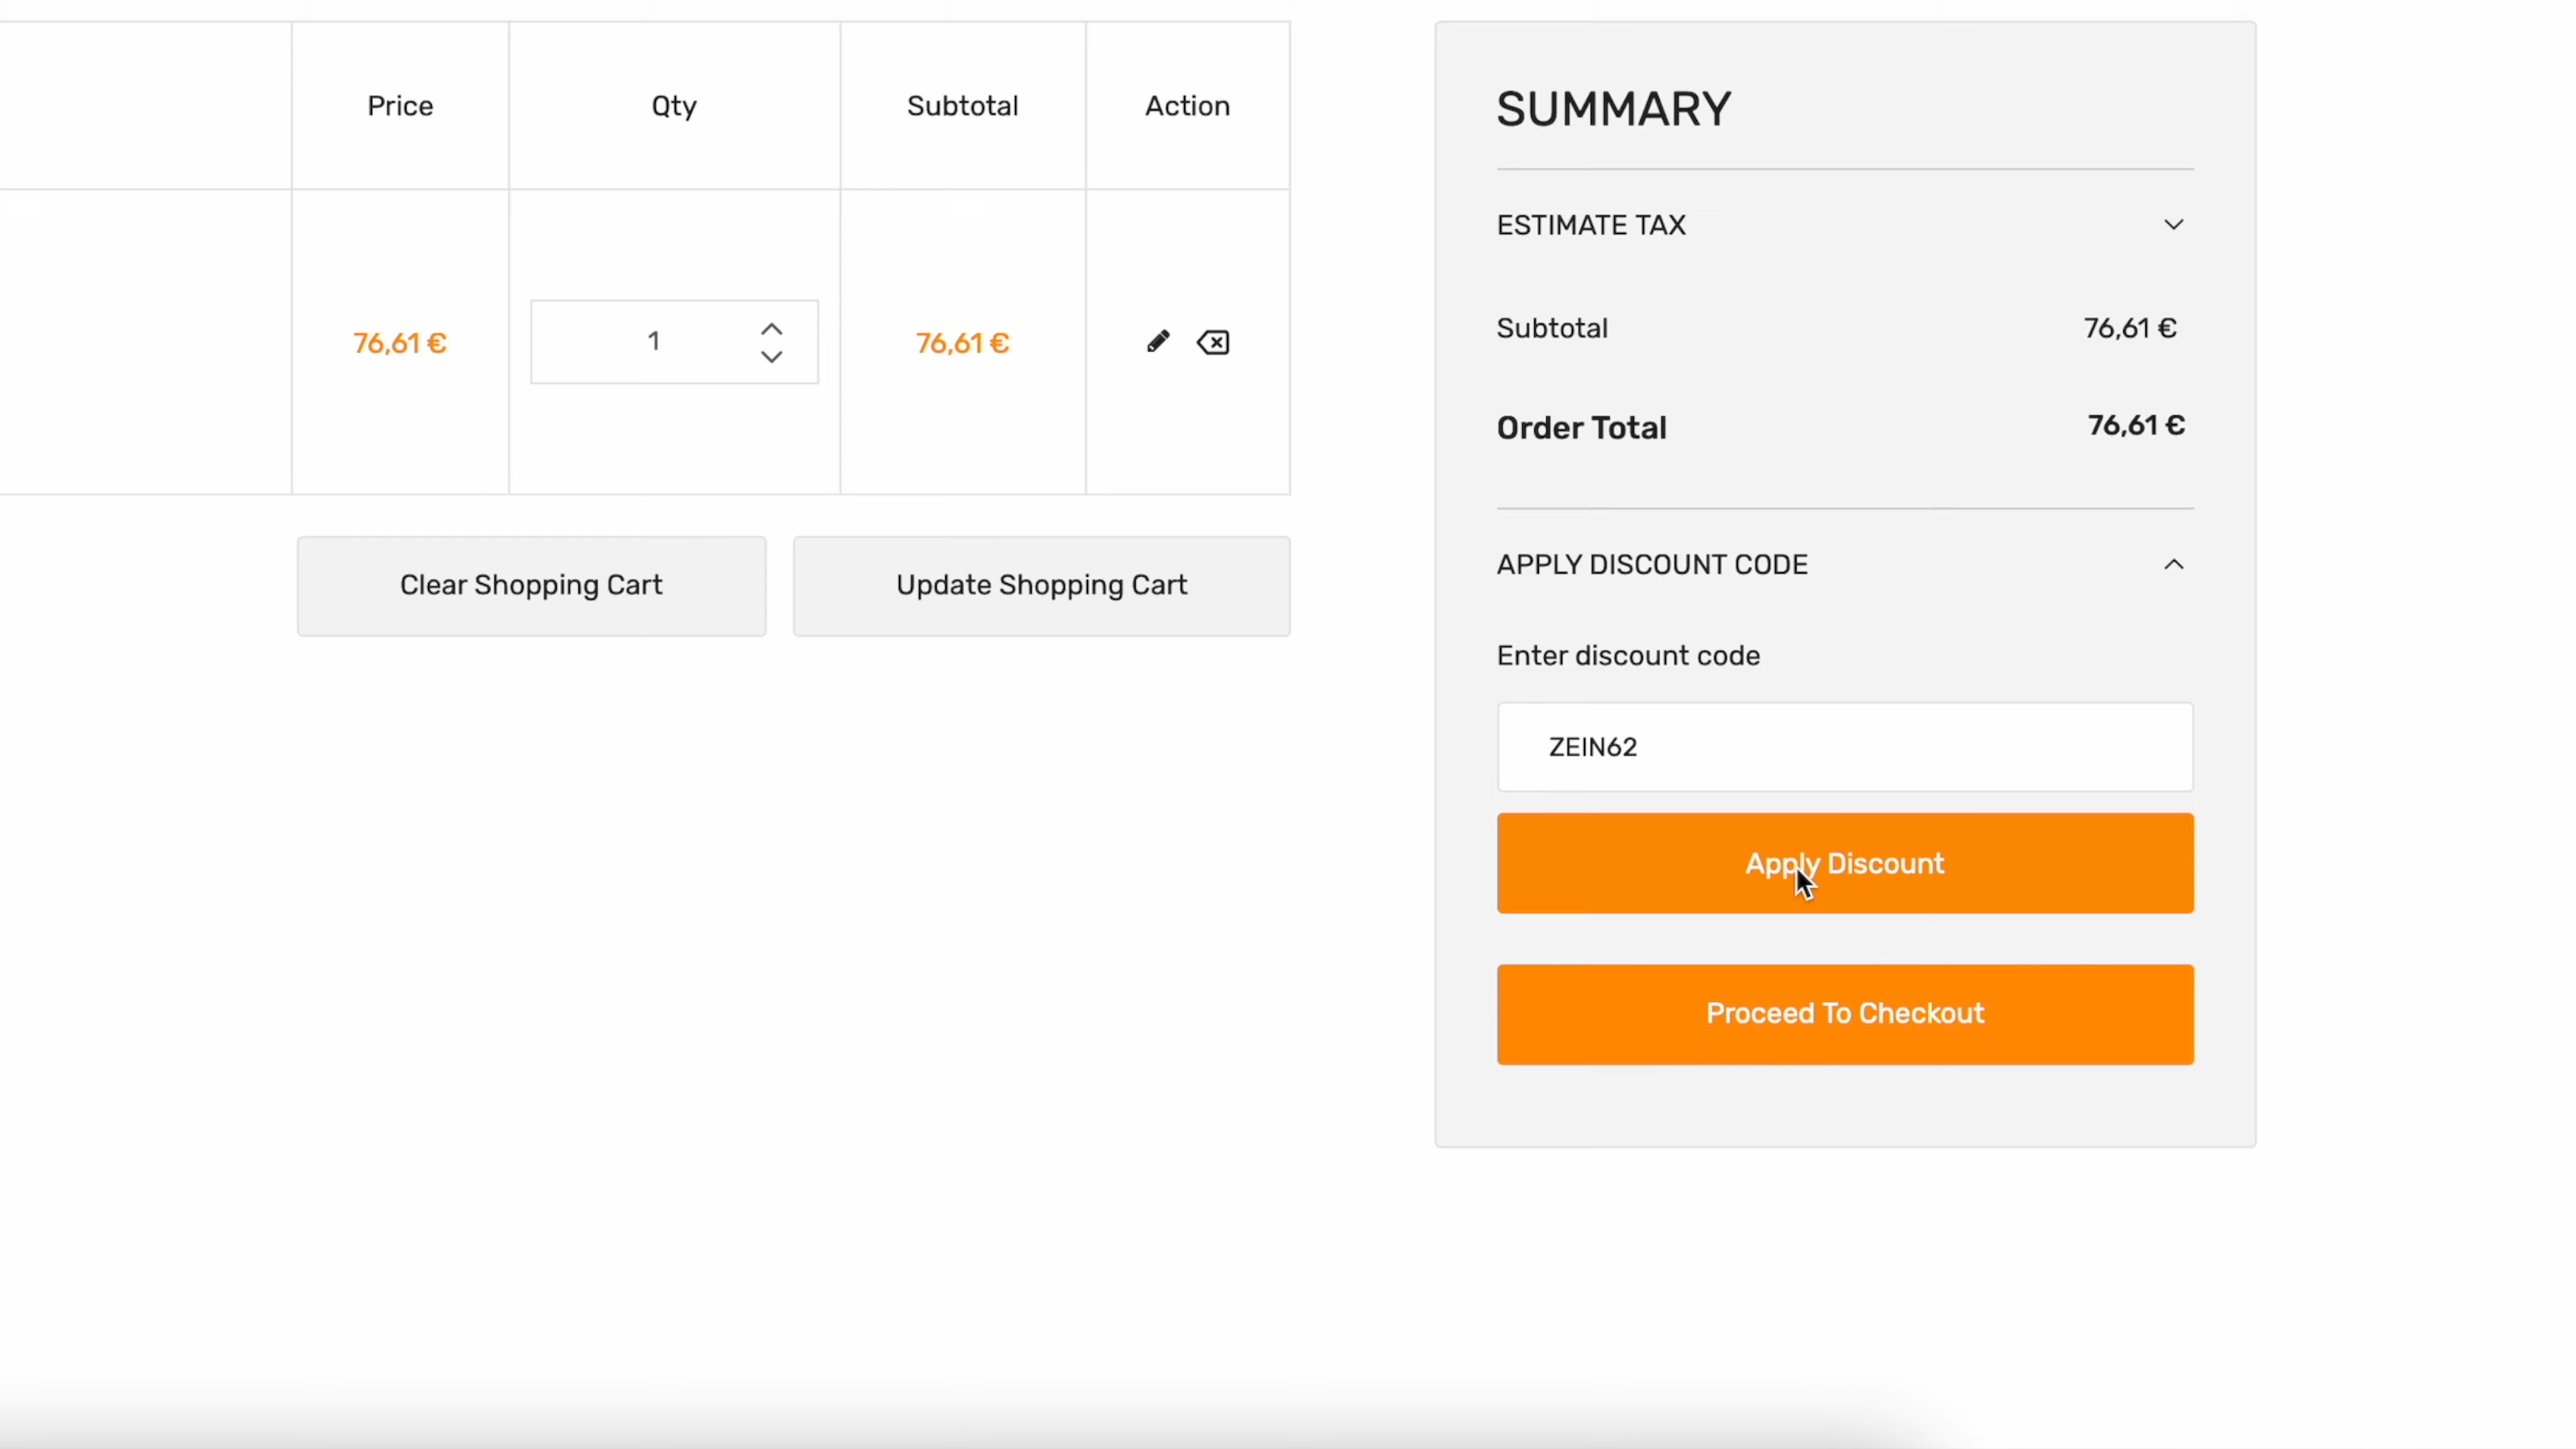 Price Qty Subtotal Action
76,61 € 1 76,61 €
Clear Shopping Cart Update Shopping Cart
SUMMARY
ESTIMATE TAX
Subtotal 76,61 €
Order Total 76,61 €
APPLY DISCOUNT CODE
Enter discount code
ZEIN62
Apply Discount
Proceed To Checkout